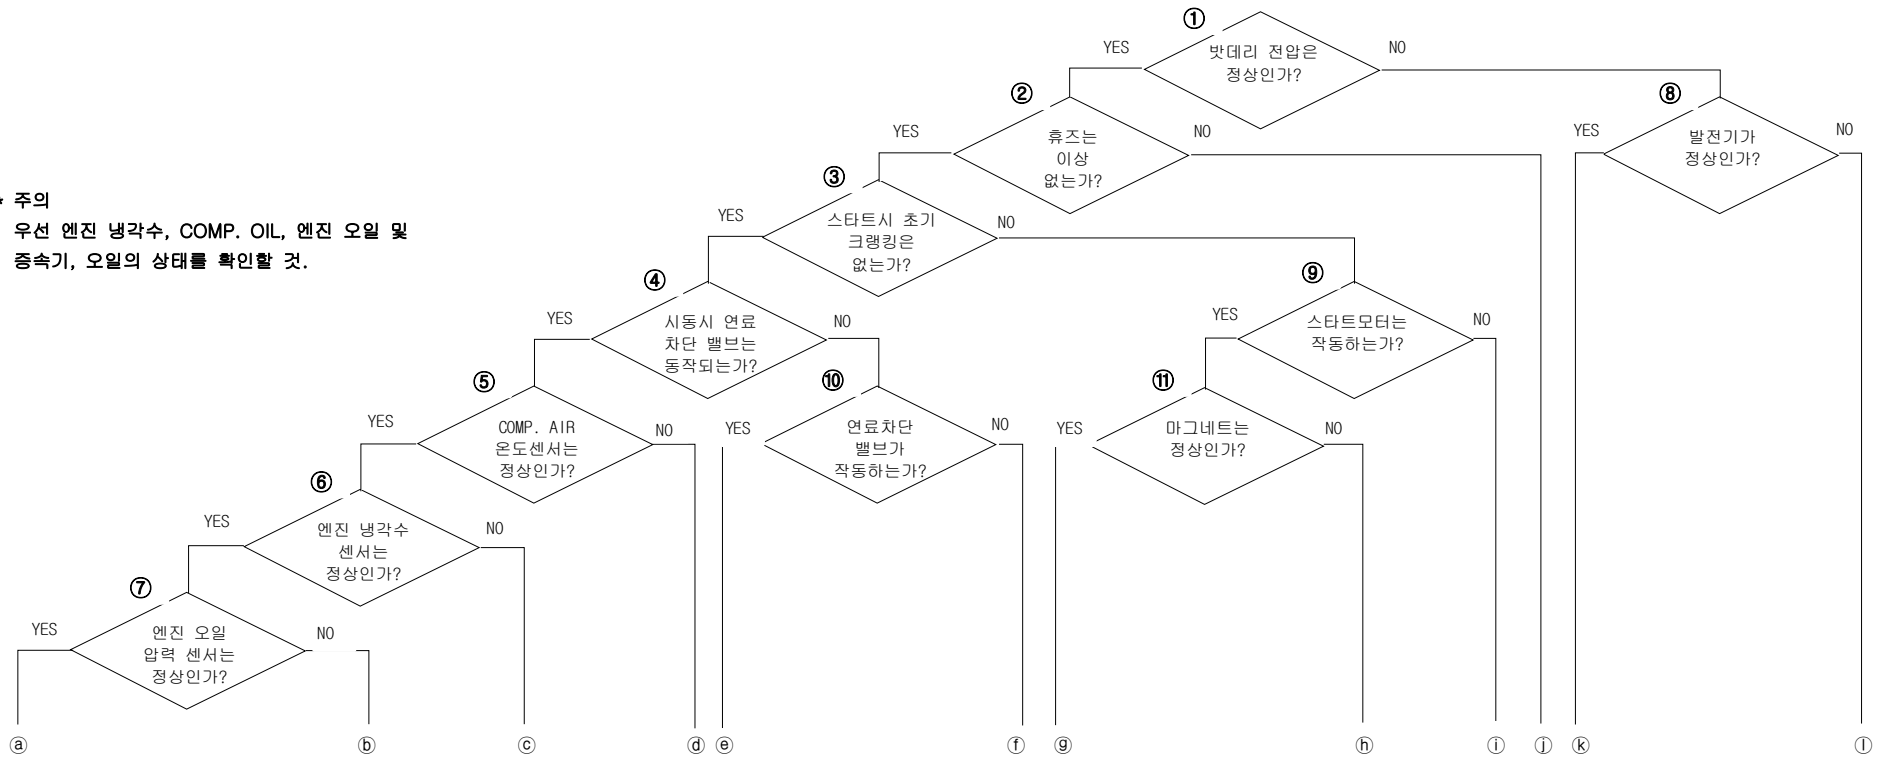 ①
밧데리 전압은
정상인가?
YES
NO
②
휴즈는
이상
없는가?
YES
NO
⑧
발전기가
정상인가?
YES
NO
* 주의
우선 엔진 냉각수, COMP. OIL, 엔진 오일 및
증속기, 오일의 상태를 확인할 것.
③
스타트시 초기
크랭킹은
없는가?
YES
NO
④
시동시 연료
차단 밸브는
동작되는가?
YES
NO
⑨
스타트모터는
작동하는가?
YES
NO
⑤
COMP. AIR
온도센서는
정상인가?
YES
NO
⑩
연료차단
밸브가
작동하는가?
YES
NO
⑪
마그네트는
정상인가?
YES
NO
⑥
엔진 냉각수
센서는
정상인가?
YES
NO
⑦
엔진 오일
압력 센서는
정상인가?
YES
NO
ⓐ ⓑ ⓒ ⓓ ⓔ ⓕ ⓖ ⓗ ⓘ ⓙ ⓚ ⓛ